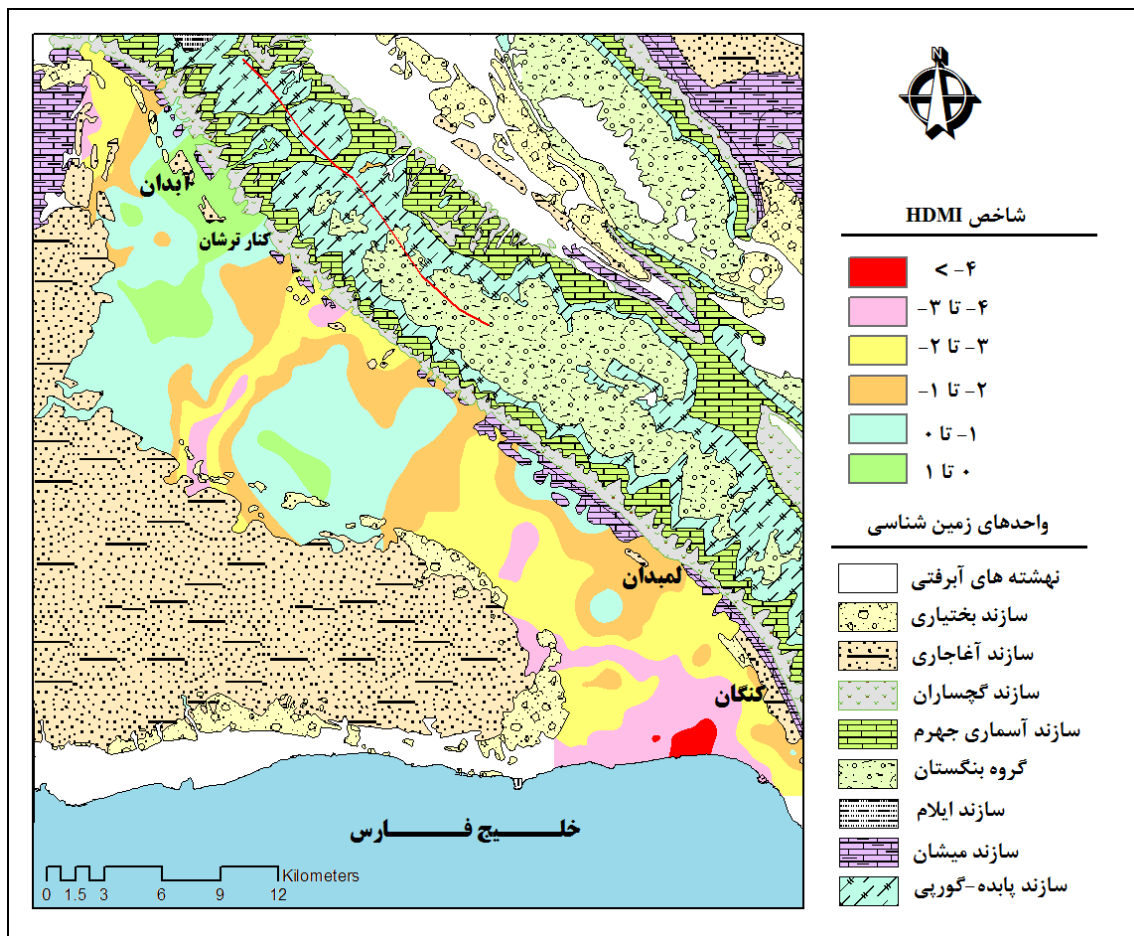 N
آبدان
کنار ترشان
لمبدان
کنگان
خلـــیج فــــارس
Kilometers
0 1.5 3 6 9 12
شاخص HDMI
< -۴
-۳ تا -۴
-۲ تا -۳
-۱ تا -۲
-۱ تا ۰
۰ تا ۱
واحدهای زمین شناسی
نهشته های آبرفتی
سازند بختیاری
سازند آغاجاری
سازند گچساران
سازند آسماری جهرم
گروه بنگستان
سازند ایلام
سازند میشان
سازند پابده-گورپی